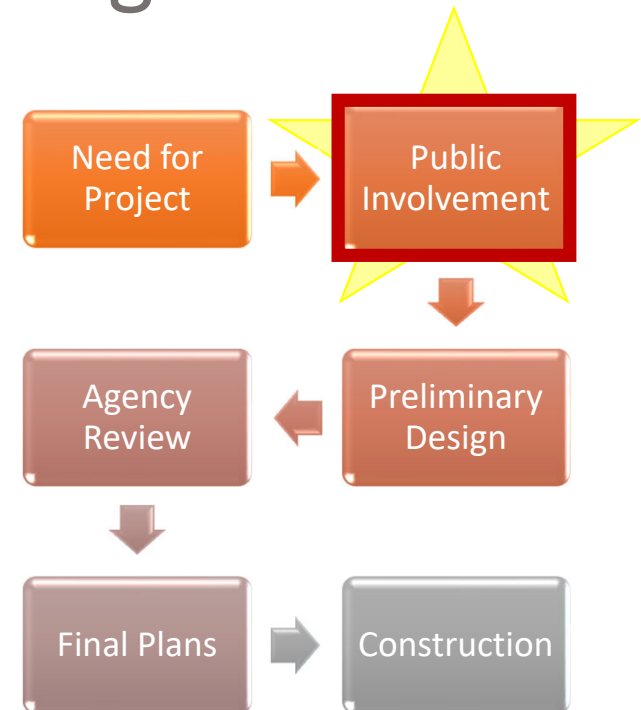 Need for
Project
Public
Involvement
Preliminary
Design
Agency
Review
Final Plans
Construction